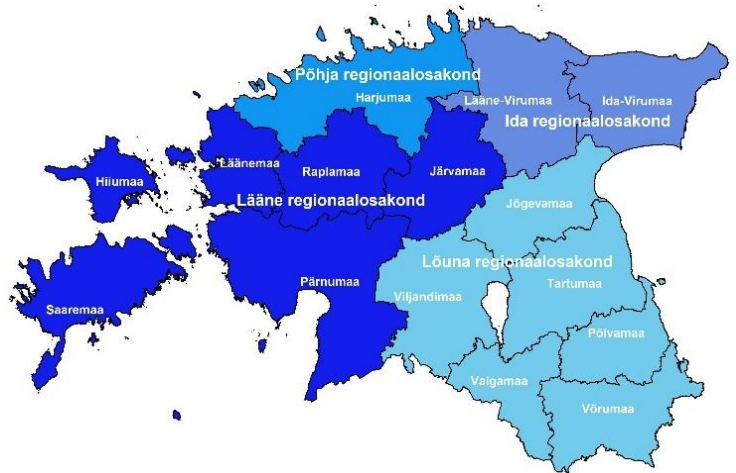 Põhja regionaalosakond
Harjumaa
Lääne-Virumaa
Ida-Virumaa
Ida regionaalosakond
Läänemaa
Raplamaa
Järvamaa
Hiiumaa
Lääne regionaalosakond
Jõgevamaa
Lõuna regionaalosakond
Pärnumaa
Viljandimaa
Tartumaa
Saaremaa
Põlvamaa
Valgamaa
Võrumaa